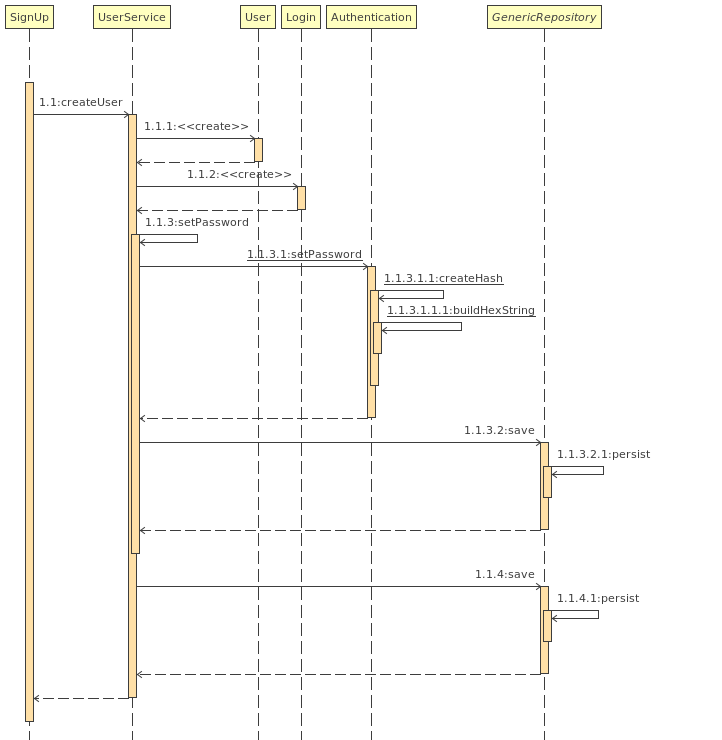 SignUp
UserService
User
Login
Authentication
GenericRepository
1.1:createUser
1.1.1:<<create>>
1.1.2:<<create>>
1.1.3:setPassword
1.1.3.1:setPassword
1.1.3.1.1:createHash
1.1.3.1.1.1:buildHexString
1.1.3.2:save
1.1.3.2.1:persist
1.1.4:save
1.1.4.1:persist